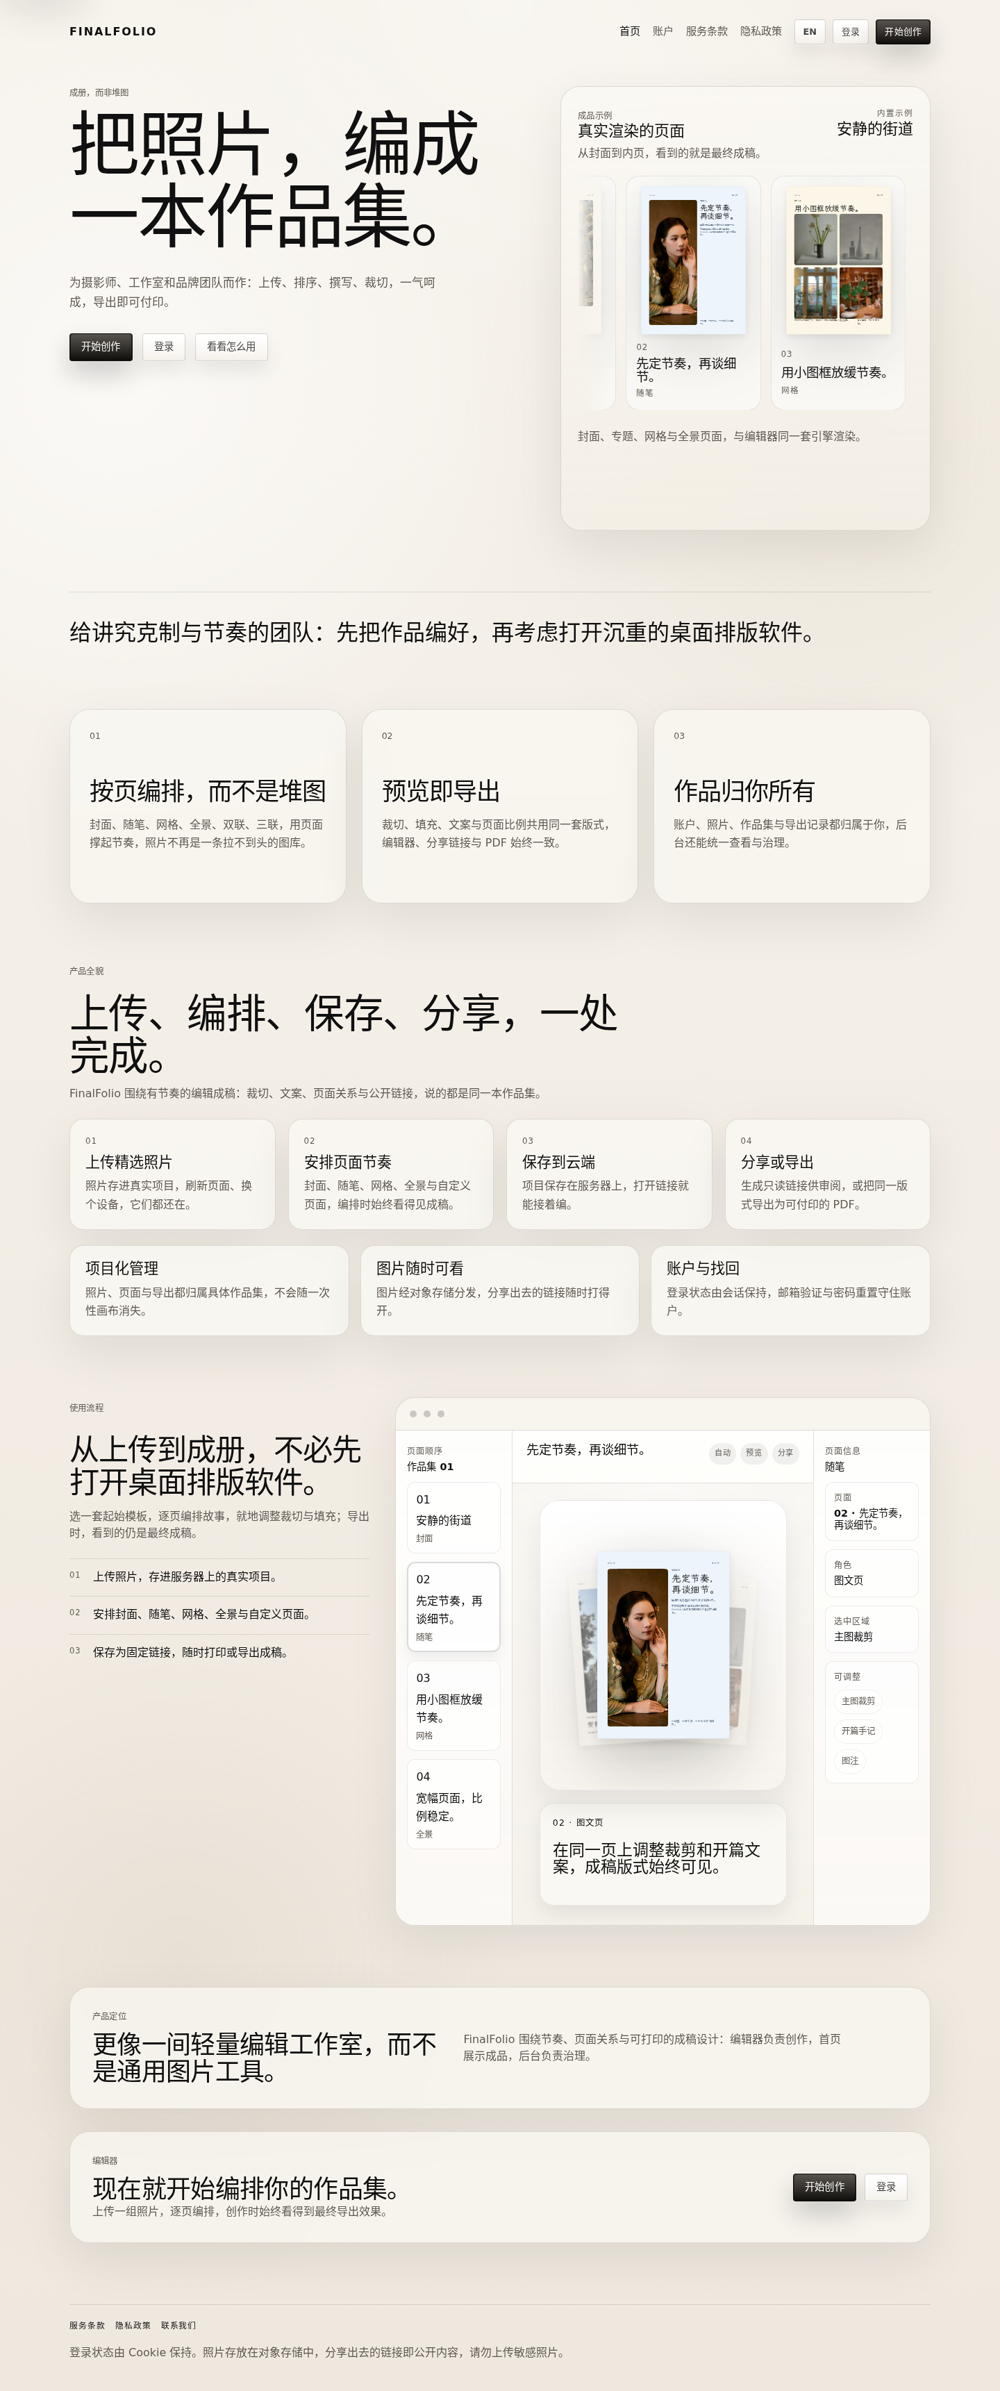 FINALFOLIO
首页 账户 服务条款 隐私政策 EN 登录 开始创作
成册，而非堆图
把照片，编成
一本作品集。
为摄影师、工作室和品牌团队而作：上传、排序、撰写、裁切，一气呵
成，导出即可付印。
开始创作 登录 看看怎么用
成品示例
真实渲染的页面
内置示例
安静的街道
从封面到内页，看到的就是最终成稿。
先定节奏，
再谈细节。
02
先定节奏，再谈细
节。
随笔
用小图框放缓节奏。
03
用小图框放缓节奏。
网格
封面、专题、网格与全景页面，与编辑器同一套引擎渲染。
给讲究克制与节奏的团队：先把作品编好，再考虑打开沉重的桌面排版软件。
01
按页编排，而不是堆图
封面、随笔、网格、全景、双联、三联，用页面
撑起节奏，照片不再是一条拉不到头的图库。
02
预览即导出
裁切、填充、文案与页面比例共用同一套版式，
编辑器、分享链接与 PDF 始终一致。
03
作品归你所有
账户、照片、作品集与导出记录都归属于你，后
台还能统一查看与治理。
产品全貌
上传、编排、保存、分享，一处
完成。
FinalFolio 围绕有节奏的编辑成稿：裁切、文案、页面关系与公开链接，说的都是同一本作品集。
01
上传精选照片
照片存进真实项目，刷新页面、换
个设备，它们都还在。
02
安排页面节奏
封面、随笔、网格、全景与自定义
页面，编排时始终看得见成稿。
03
保存到云端
项目保存在服务器上，打开链接就
能接着编。
04
分享或导出
生成只读链接供审阅，或把同一版
式导出为可付印的 PDF。
项目化管理
照片、页面与导出都归属具体作品集，不会随一次
性画布消失。
图片随时可看
图片经对象存储分发，分享出去的链接随时打得
开。
账户与找回
登录状态由会话保持，邮箱验证与密码重置守住账
户。
使用流程
从上传到成册，不必先
打开桌面排版软件。
选一套起始模板，逐页编排故事，就地调整裁切与填充；导出
时，看到的仍是最终成稿。
01 上传照片，存进服务器上的真实项目。
02 安排封面、随笔、网格、全景与自定义页面。
03 保存为固定链接，随时打印或导出成稿。
页面顺序
作品集 01
01
安静的街道
封面
02
先定节奏，再
谈细节。
随笔
03
用小图框放缓
节奏。
网格
04
宽幅页面，比
例稳定。
全景
先定节奏，再谈细节。
自动 预览 分享
先定节奏，
再谈细节。
02 · 图文页
在同一页上调整裁剪和开篇文
案，成稿版式始终可见。
页面信息
随笔
页面
02 · 先定节奏，
再谈细节。
角色
图文页
选中区域
主图裁剪
可调整
主图裁剪
开篇手记
图注
产品定位
更像一间轻量编辑工作室，而不
是通用图片工具。
FinalFolio 围绕节奏、页面关系与可打印的成稿设计：编辑器负责创作，首页
展示成品，后台负责治理。
编辑器
现在就开始编排你的作品集。
上传一组照片，逐页编排，创作时始终看得到最终导出效果。
开始创作 登录
服务条款 隐私政策 联系我们
登录状态由 Cookie 保持。照片存放在对象存储中，分享出去的链接即公开内容，请勿上传敏感照片。